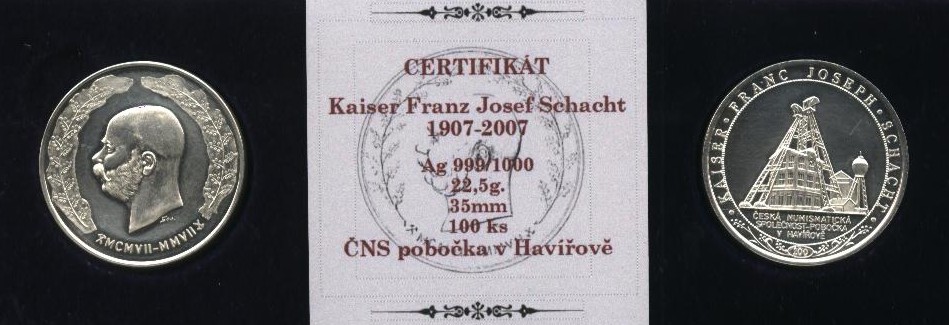 MCMVII-MMVII
CERTIFIKÁT
Kaiser Franz Josef Schacht
1907-2007
Ag 999/1000
22,5g.
35mm
100 ks
ČNS pobočka v Havířově
KAISER • FRANC JOSEPH • SCHACHT
ČESKÁ NUMISMATICKÁ
SPOLEČNOST-POBOČKA
V HAVÍŘOVĚ